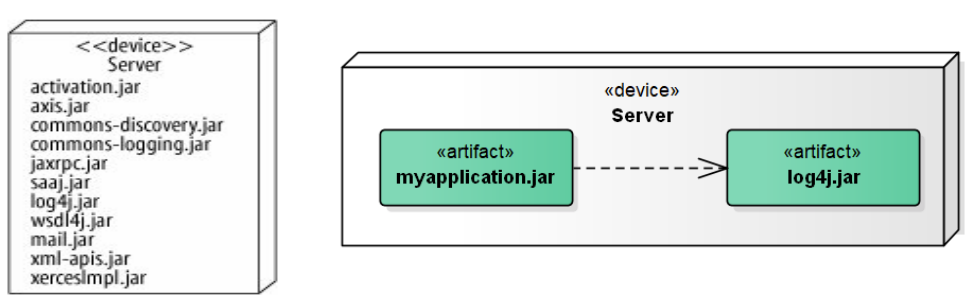 <<device>>
Server
activation.jar
axis.jar
commons-discovery.jar
commons-logging.jar
jaxrpc.jar
saaj.jar
log4j.jar
wsdl4j.jar
mail.jar
xml-apis.jar
xercesImpl.jar
«device»
Server
«artifact»
myapplication.jar
«artifact»
log4j.jar